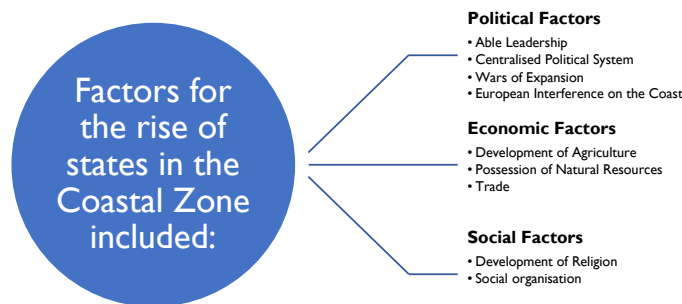 Factors for
the rise of
states in the
Coastal Zone
included:
Political Factors
• Able Leadership
• Centralised Political System
• Wars of Expansion
• European Interference on the Coast
Economic Factors
• Development of Agriculture
• Possession of Natural Resources
• Trade
Social Factors
• Development of Religion
• Social organisation